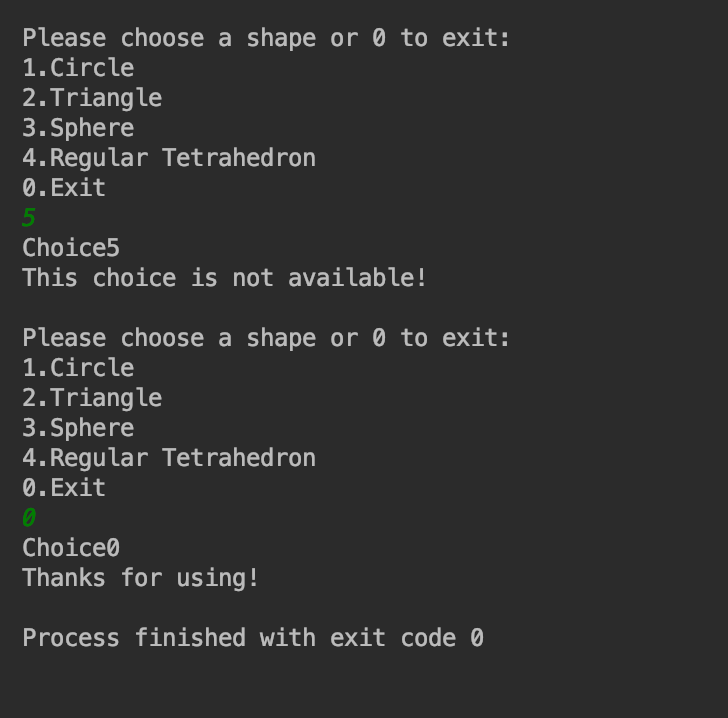 Please choose a shape or 0 to exit:
1.Circle
2.Triangle
3.Sphere
4.Regular Tetrahedron
0.Exit
5
Choice5
This choice is not available!
Please choose a shape or 0 to exit:
1.Circle
2.Triangle
3.Sphere
4.Regular Tetrahedron
0.Exit
0
Choice0
Thanks for using!
Process finished with exit code 0